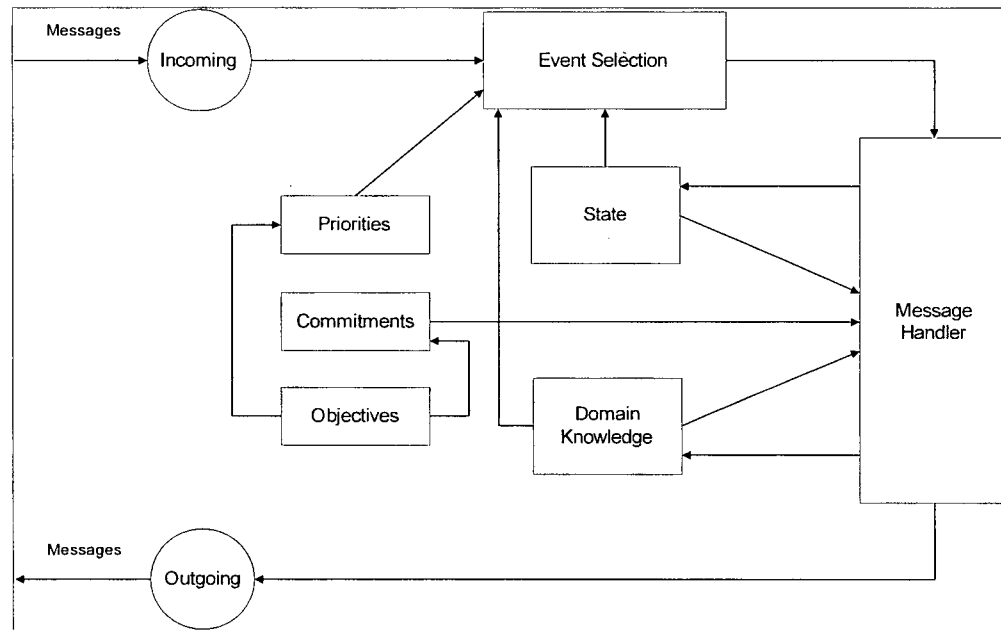 Messages
Incoming
Event Selection
Priorities
State
Commitments
Message
Handler
Objectives
Domain
Knowledge
Messages
Outgoing